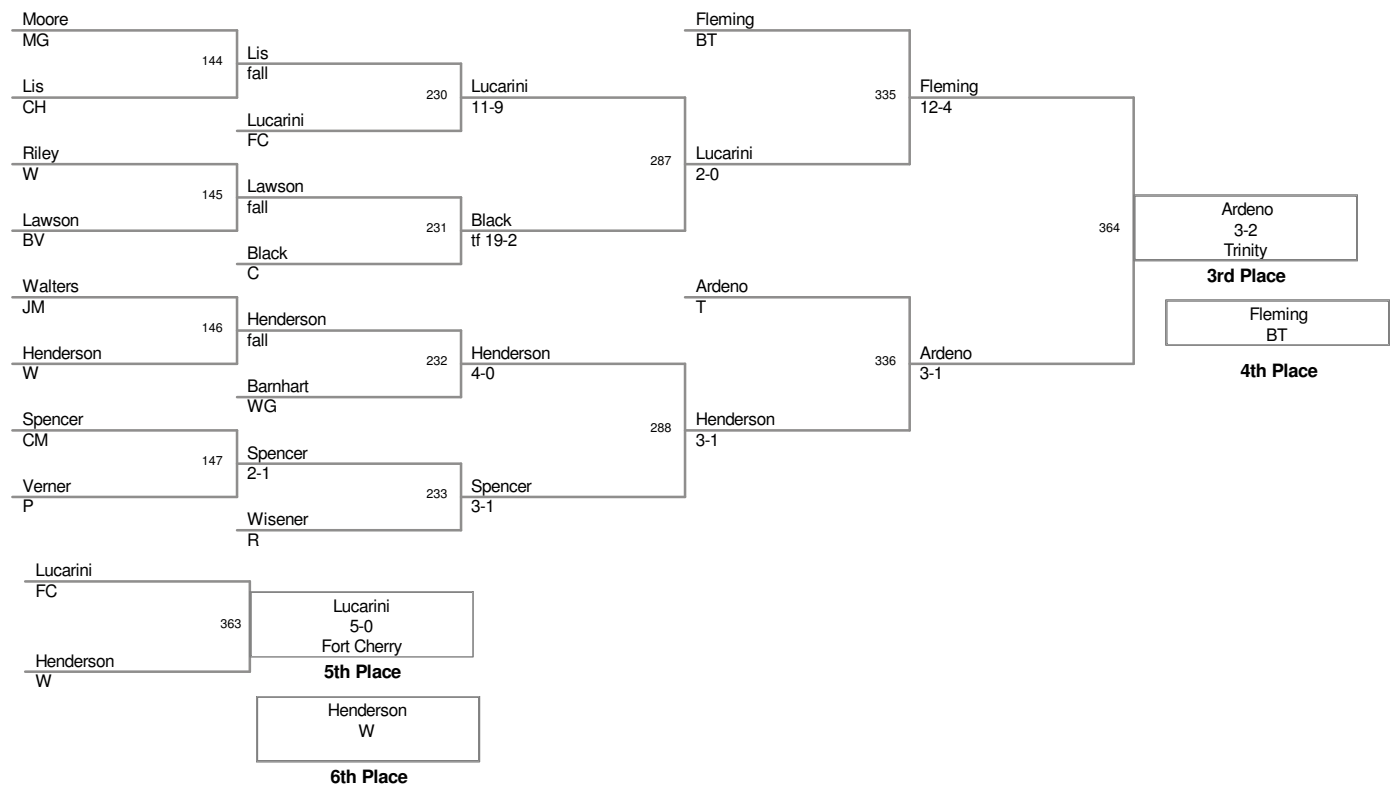 Moore
MG
144
Lis
CH
Lis
fall
230
Lucarini
FC
Lucarini
11-9
Riley
W
145
Lawson
BV
Lawson
fall
231
Black
C
Black
tf 19-2
287
Walters
JM
146
Henderson
W
Henderson
fall
232
Barnhart
WG
Henderson
4-0
Spencer
CM
147
Verner
P
Spencer
2-1
233
Wisener
R
Spencer
3-1
288
Fleming
BT
335
Lucarini
2-0
Fleming
12-4
Ardeno
T
336
Henderson
3-1
Ardeno
3-1
364
Ardeno
3-2
Trinity
3rd Place
Fleming
BT
4th Place
Lucarini
FC
363
Henderson
W
Lucarini
5-0
Fort Cherry
5th Place
Henderson
W
6th Place